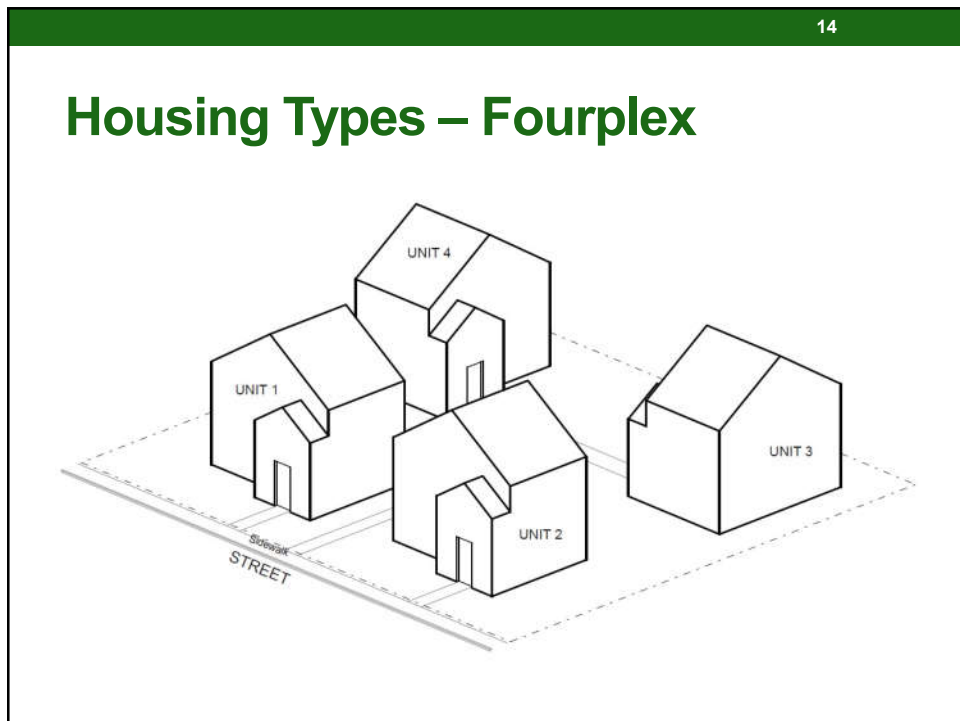 14
Housing Types – Fourplex
UNIT 4
UNIT 1
UNIT 3
UNIT 2
Sidewalk
STREET